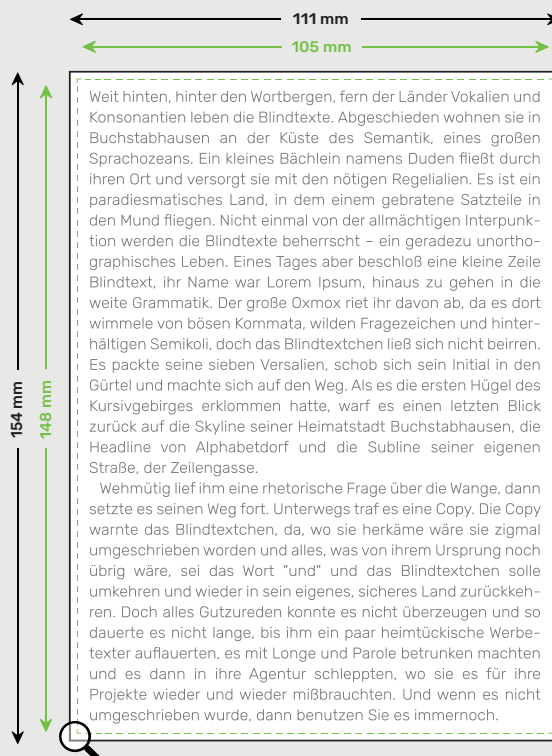 111 mm
105 mm
154 mm
148 mm
Weit hinten, hinter den Wortbergen, fern der Länder Vokalien und
Konsonantien leben die Blindtexte. Abgeschieden wohnen sie in
Buchstabhausen an der Küste des Semantik, eines großen
Sprachozeans. Ein kleines Bächlein namens Duden fließt durch
ihren Ort und versorgt sie mit den nötigen Regelialien. Es ist ein
paradiesmatisches Land, in dem einem gebratene Satzteile in
den Mund fliegen. Nicht einmal von der allmächtigen Interpunk-
tion werden die Blindtexte beherrscht – ein geradezu unortho-
graphisches Leben. Eines Tages aber beschloß eine kleine Zeile
Blindtext, ihr Name war Lorem Ipsum, hinaus zu gehen in die
weite Grammatik. Der große Oxmox riet ihr davon ab, da es dort
wimmele von bösen Kommata, wilden Fragezeichen und hinter-
hältigen Semikoli, doch das Blindtextchen ließ sich nicht beirren.
Es packte seine sieben Versalien, schob sich sein Initial in den
Gürtel und machte sich auf den Weg. Als es die ersten Hügel des
Kursivgebirges erklommen hatte, warf es einen letzten Blick
zurück auf die Skyline seiner Heimatstadt Buchstabhausen, die
Headline von Alphabetdorf und die Subline seiner eigenen
Straße, der Zeilengasse.
Wehmütig lief ihm eine rhetorische Frage über die Wange, dann
setzte es seinen Weg fort. Unterwegs traf es eine Copy. Die Copy
warnte das Blindtextchen, da, wo sie herkäme wäre sie zigmal
umgeschrieben worden und alles, was von ihrem Ursprung noch
übrig wäre, sei das Wort "und" und das Blindtextchen solle
umkehren und wieder in sein eigenes, sicheres Land zurückkeh-
ren. Doch alles Gutzureden konnte es nicht überzeugen und so
dauerte es nicht lange, bis ihm ein paar heimtückische Werbe-
texter auflauerten, es mit Longe und Parole betrunken machten
und es dann in ihre Agentur schleppten, wo sie es für ihre
Projekte wieder und wieder mißbrauchten. Und wenn es nicht
umgeschrieben wurde, dann benutzen Sie es immernoch.